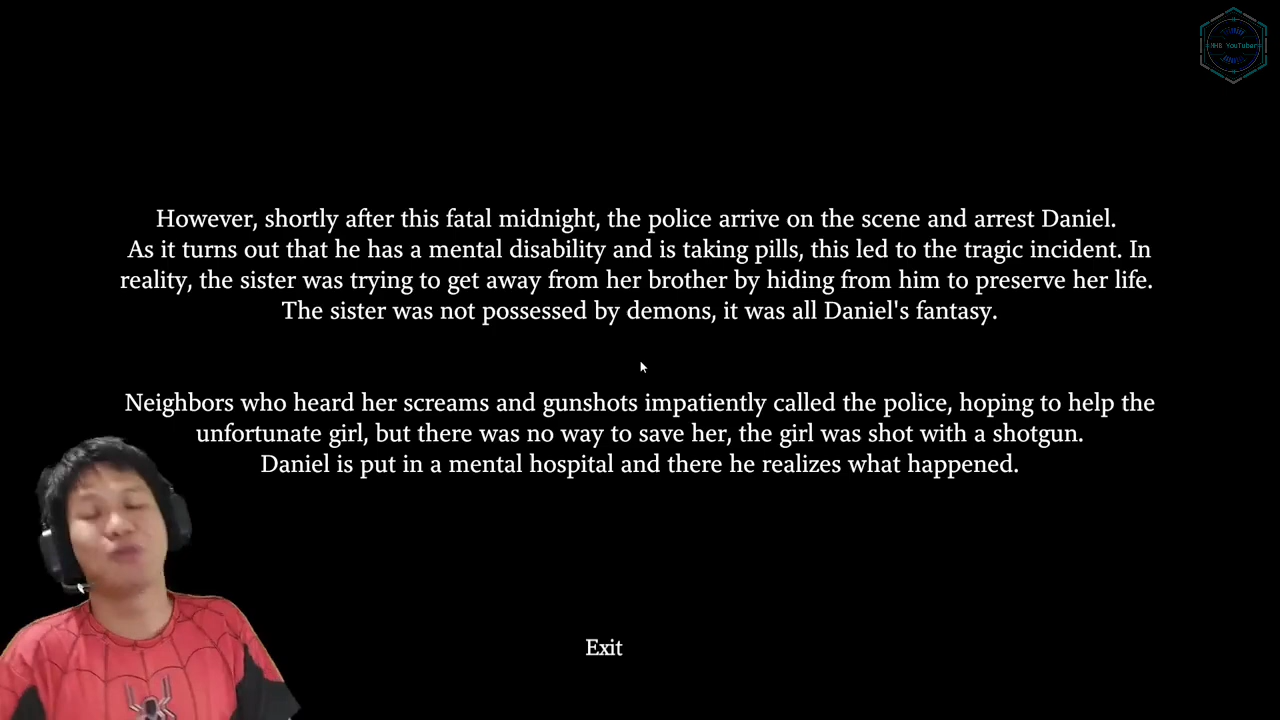 HHB YouTuber
However, shortly after this fatal midnight, the police arrive on the scene and arrest Daniel.
As it turns out that he has a mental disability and is taking pills, this led to the tragic incident. In
reality, the sister was trying to get away from her brother by hiding from him to preserve her life.
The sister was not possessed by demons, it was all Daniel's fantasy.
Neighbors who heard her screams and gunshots impatiently called the police, hoping to help the
unfortunate girl, but there was no way to save her, the girl was shot with a shotgun.
Daniel is put in a mental hospital and there he realizes what happened.
Exit